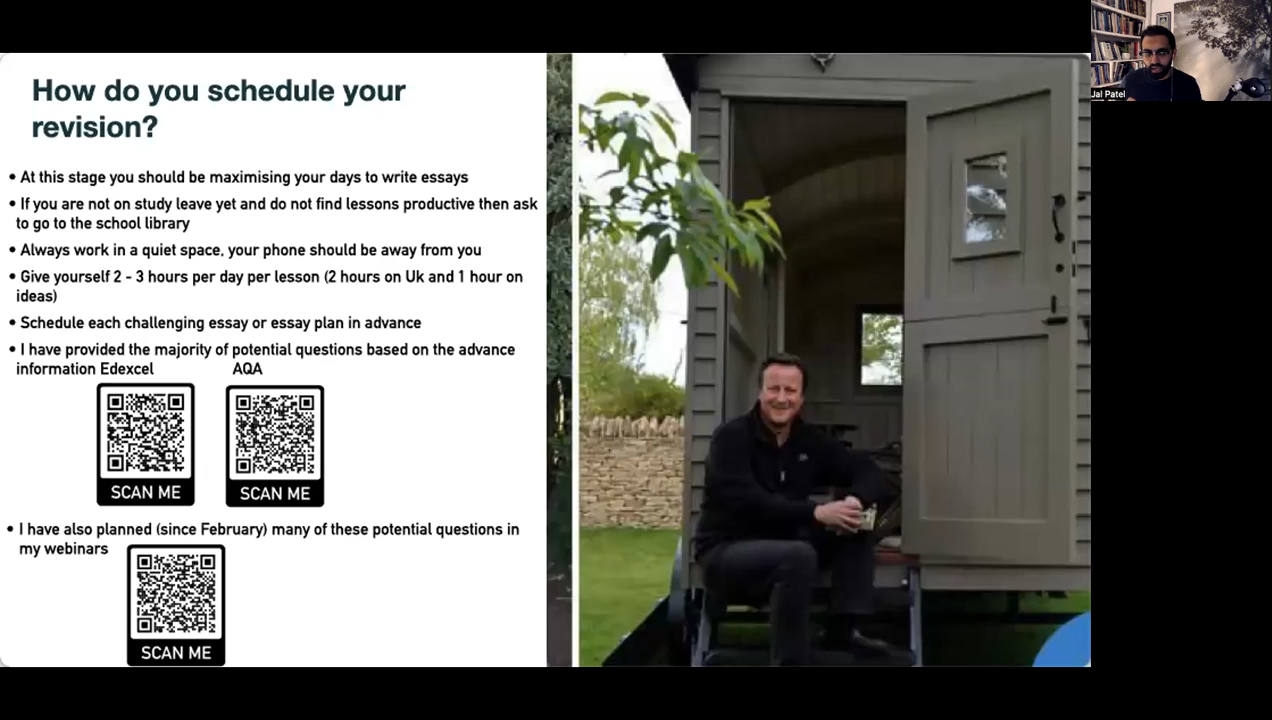 How do you schedule your
revision?
• At this stage you should be maximising your days to write essays
• If you are not on study leave yet and do not find lessons productive then ask
to go to the school library
• Always work in a quiet space, your phone should be away from you
• Give yourself 2 - 3 hours per day per lesson (2 hours on Uk and 1 hour on
ideas)
• Schedule each challenging essay or essay plan in advance
• I have provided the majority of potential questions based on the advance
information Edexcel AQA
SCAN ME SCAN ME
• I have also planned (since February) many of these potential questions in
my webinars
SCAN ME
Jal Patel